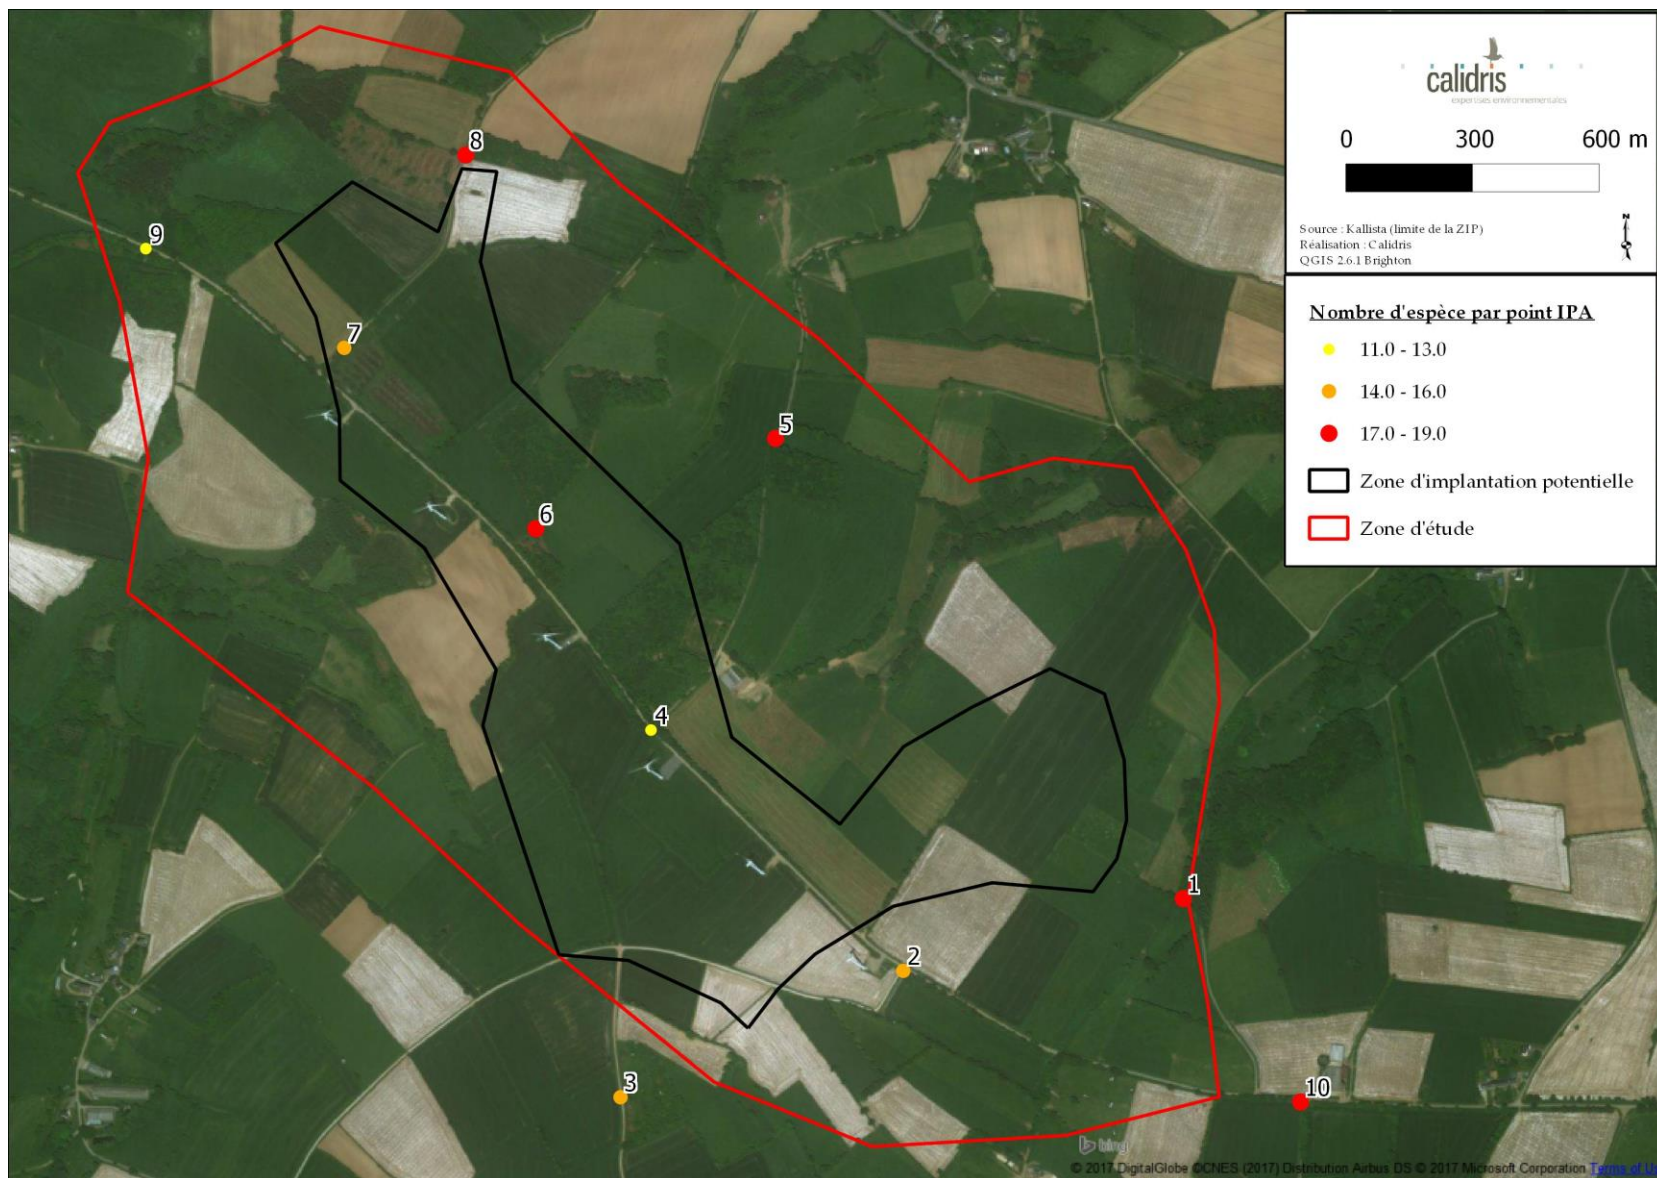 calidris
expertises environnementales
0 300 600 m
Source : Kallista (limite de la ZIP)
Réalisation : Calidris
QGIS 2.6.1 Brighton
N
Nombre d'espèce par point IPA
11.0 - 13.0
14.0 - 16.0
17.0 - 19.0
Zone d'implantation potentielle
Zone d'étude
8
9
7
5
6
4
1
2
3
10
bing
© 2017 DigitalGlobe ©CNES (2017) Distribution Airbus DS © 2017 Microsoft Corporation Terms of U